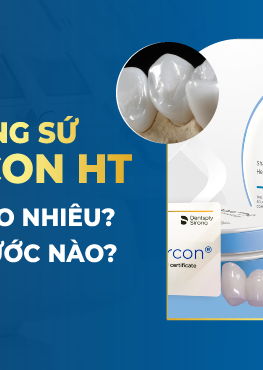 NG SỨ
CON HT
O NHIÊU?
ƯỚC NÀO?
Dentsply
Sirona
rcon®
certificate